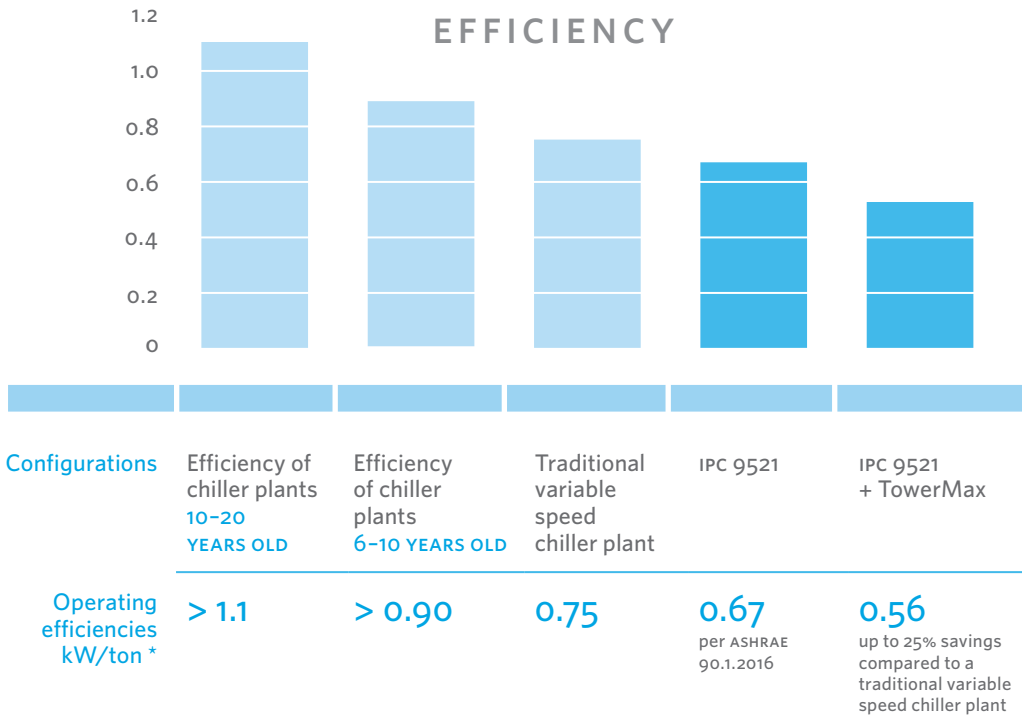 EFFICIENCY
1.2
1.0
0.8
0.6
0.4
0.2
0
Configurations
Efficiency of
chiller plants
10–20
YEARS OLD
Efficiency
of chiller
plants
6–10 YEARS OLD
Traditional
variable
speed
chiller plant
IPC 9521
IPC 9521
+ TowerMax
Operating
efficiencies
kW/ton *
> 1.1
> 0.90
0.75
0.67
per ASHRAE
90.1.2016
0.56
up to 25% savings
compared to a
traditional variable
speed chiller plant